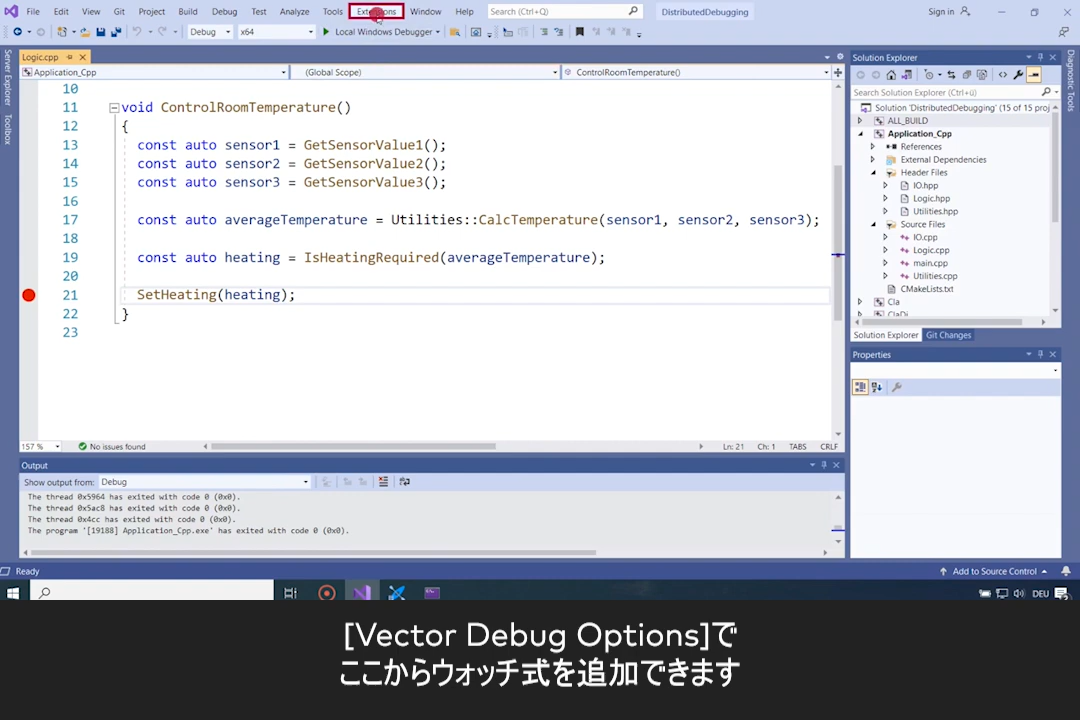 File Edit View Git Project Build Debug Test Analyze Tools Extensions Window Help Search (Ctrl+Q) DistributedDebugging Sign in
Debug x64 Local Windows Debugger
Server Explorer
Toolbox
Logic.cpp
Application_Cpp (Global Scope) ControlRoomTemperature()
10
11 void ControlRoomTemperature()
12 {
13 const auto sensor1 = GetSensorValue1();
14 const auto sensor2 = GetSensorValue2();
15 const auto sensor3 = GetSensorValue3();
16
17 const auto averageTemperature = Utilities::CalcTemperature(sensor1, sensor2, sensor3);
18
19 const auto heating = IsHeatingRequired(averageTemperature);
20
21 SetHeating(heating);
22 }
23
157 % No issues found Ln: 21 Ch: 1 TABS CRLF
Output
Show output from: Debug
The thread 0x5964 has exited with code 0 (0x0).
The thread 0x5ac8 has exited with code 0 (0x0).
The thread 0x4cc has exited with code 0 (0x0).
The program '[19188] Application_Cpp.exe' has exited with code 0 (0x0).
Solution Explorer
Search Solution Explorer (Ctrl+ü)
Solution 'DistributedDebugging' (15 of 15 proj
ALL_BUILD
Application_Cpp
References
External Dependencies
Header Files
IO.hpp
Logic.hpp
Utilities.hpp
Source Files
IO.cpp
Logic.cpp
main.cpp
Utilities.cpp
CMakeLists.txt
Cla
ClaDi
Solution Explorer Git Changes
Properties
Diagnostic Tools
Ready Add to Source Control
DEU
[Vector Debug Options]で
ここからウォッチ式を追加できます